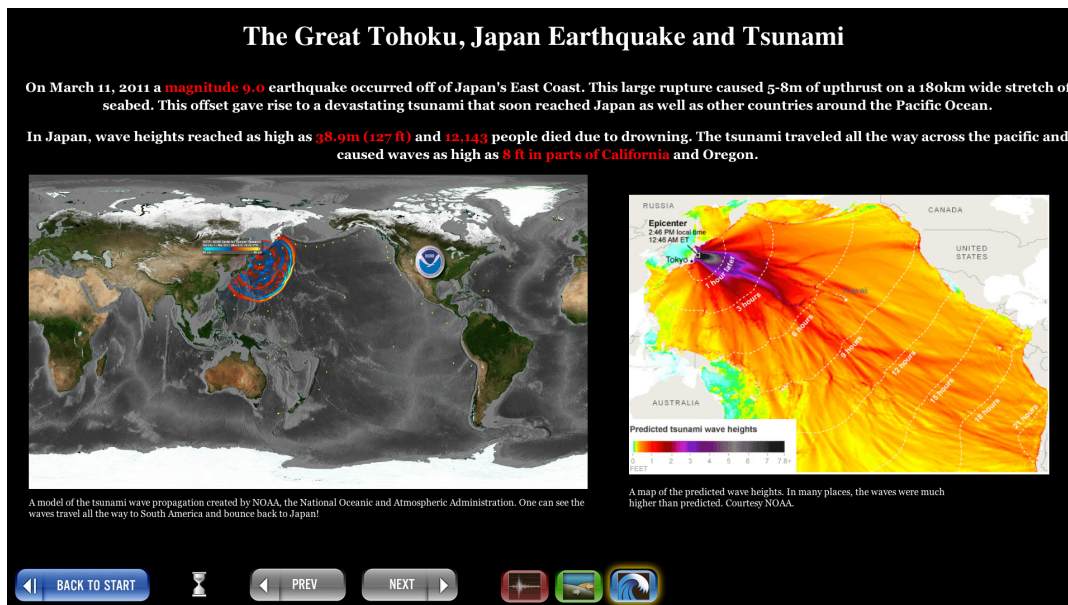 The Great Tohoku, Japan Earthquake and Tsunami
On March 11, 2011 a magnitude 9.0 earthquake occurred off of Japan's East Coast. This large rupture caused 5-8m of upthrust on a 180km wide stretch of
seabed. This offset gave rise to a devastating tsunami that soon reached Japan as well as other countries around the Pacific Ocean.
In Japan, wave heights reached as high as 38.9m (127 ft) and 12,143 people died due to drowning. The tsunami traveled all the way across the pacific and
caused waves as high as 8 ft in parts of California and Oregon.
RUSSIA
CANADA
Epicenter
2:46 PM local time
12:46 AM ET
UNITED
STATES
Tokyo
1 hour later
3 hours
6 hours
9 hours
12 hours
15 hours
18 hours
21 hours
AUSTRALIA
Predicted tsunami wave heights
0 1 2 3 4 5 6 7 7.8+
FEET
A model of the tsunami wave propagation created by NOAA, the National Oceanic and Atmospheric Administration. One can see the
waves travel all the way to South America and bounce back to Japan!
A map of the predicted wave heights. In many places, the waves were much
higher than predicted. Courtesy NOAA.
BACK TO START
PREV
NEXT